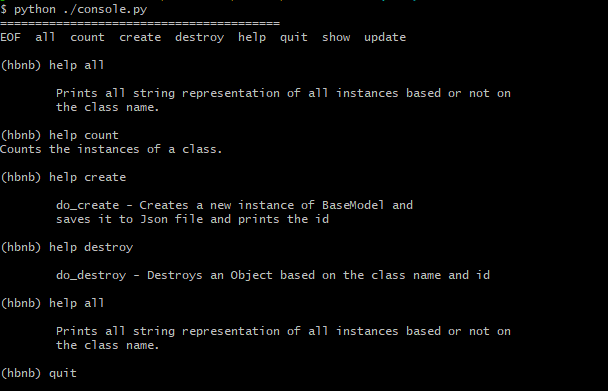 $ python ./console.py
========================================
EOF  all  count  create  destroy  help  quit  show  update
(hbnb) help all
Prints all string representation of all instances based or not on
the class name.
(hbnb) help count
Counts the instances of a class.
(hbnb) help create
do_create - Creates a new instance of BaseModel and
saves it to Json file and prints the id
(hbnb) help destroy
do_destroy - Destroys an Object based on the class name and id
(hbnb) help all
Prints all string representation of all instances based or not on
the class name.
(hbnb) quit